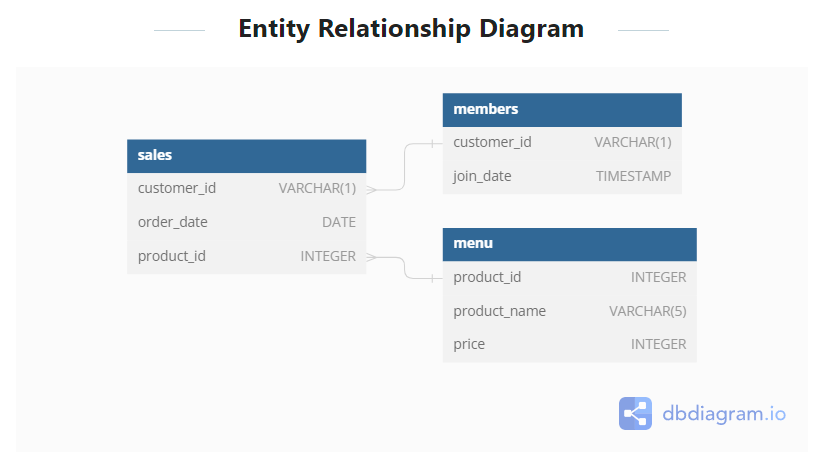 Entity Relationship Diagram
sales
customer_id VARCHAR(1)
order_date DATE
product_id INTEGER
members
customer_id VARCHAR(1)
join_date TIMESTAMP
menu
product_id INTEGER
product_name VARCHAR(5)
price INTEGER
dbdiagram.io